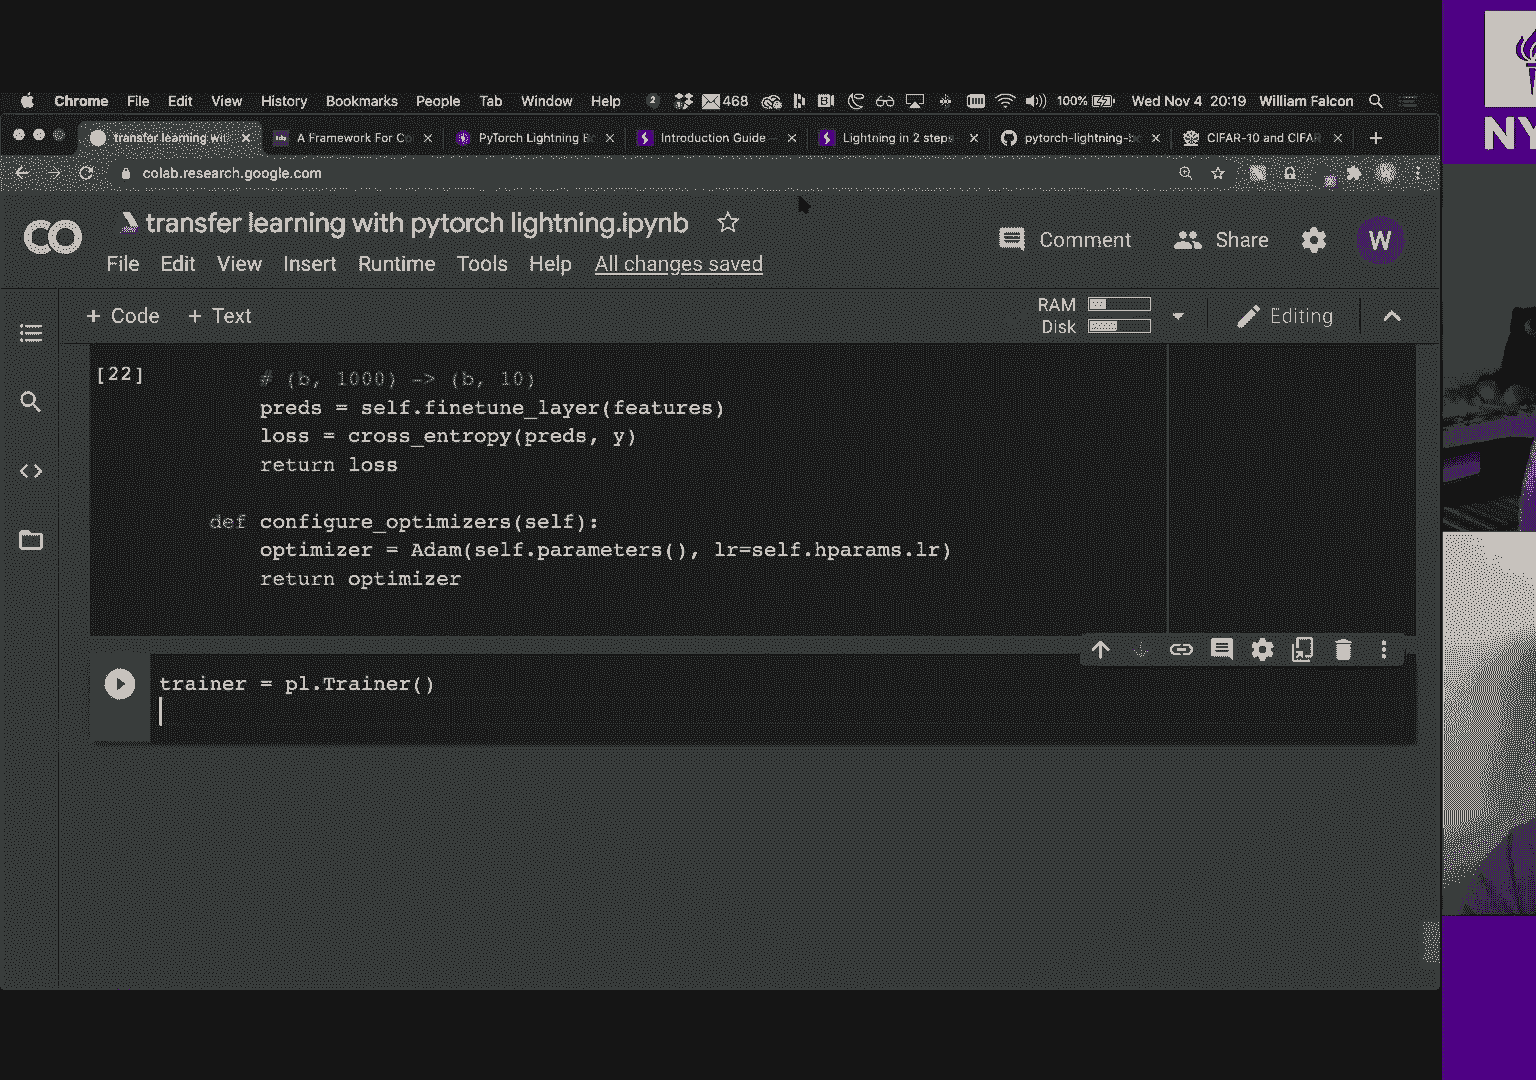 Chrome File Edit View History Bookmarks People Tab Window Help 2 468 100% Wed Nov 4 20:19 William Falcon
transfer learning wit A Framework For Co PyTorch Lightning B Introduction Guide Lightning in 2 steps pytorch-lightning-b CIFAR-10 and CIFAR
colab.research.google.com
NY
transfer learning with pytorch lightning.ipynb
Comment Share W
File Edit View Insert Runtime Tools Help All changes saved
+ Code + Text RAM Disk Editing
[22] # (b, 1000) -> (b, 10)
preds = self.finetune_layer(features)
loss = cross_entropy(preds, y)
return loss
def configure_optimizers(self):
optimizer = Adam(self.parameters(), lr=self.hparams.lr)
return optimizer
trainer = pl.Trainer()